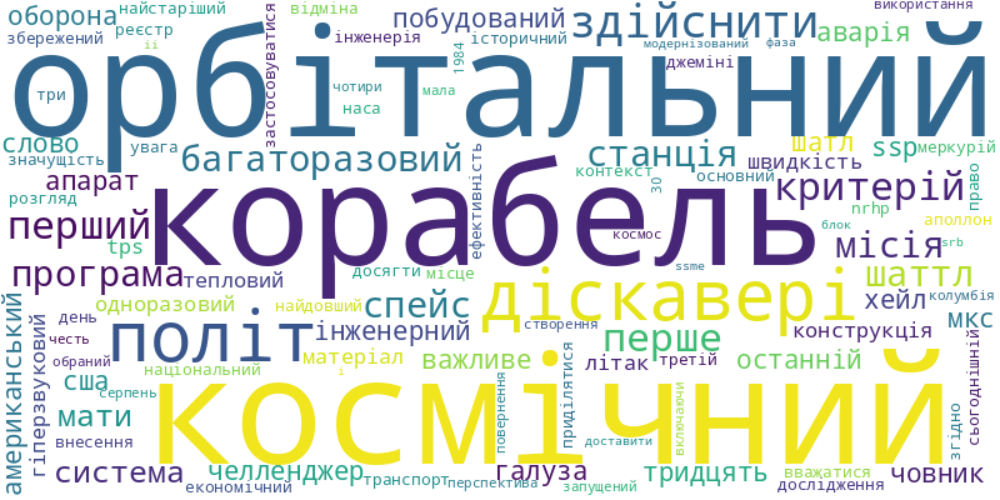 оборона найстаріший відміна побудований здійснити використання
збережений реєстр інженерія історичний модернізований фаза аварія
ії застосовуватися 1984 джеміні
орбітальний
три чотири наса мала
слово увага багаторазовий станція шатл ssp меркурій
значущість ефективність контекст 30 основний швидкість право
апарат розгляд корабель критерій nrhp аполлон
перший tps космос блок місія srb
програма тепловий досягти місце ssme шаттл
американський одноразовий найдовший спейс діскавері хейл колумбія
гіперзвуковий день політ інженерний створення перше конструкція мкс
честь обраний матеріал важливе літак третій останній сьогоднішній
національний і
сша серпень космічний повернення приділятися включаючи згідно
мати
внесення доставити
система челленджер галуза тридцять вважатися човник
економічний транспорт перспектива запущений дослідження